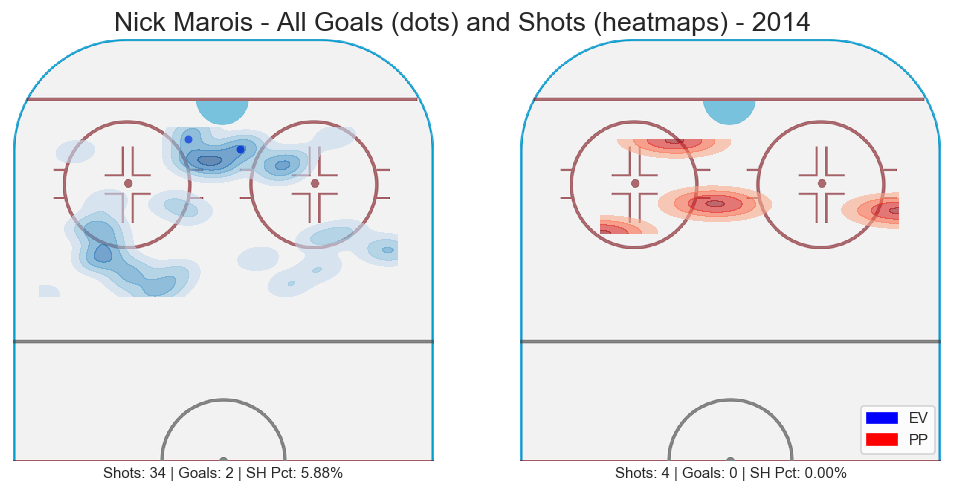 Nick Marois - All Goals (dots) and Shots (heatmaps) - 2014
EV
PP
Shots: 34 | Goals: 2 | SH Pct: 5.88%
Shots: 4 | Goals: 0 | SH Pct: 0.00%